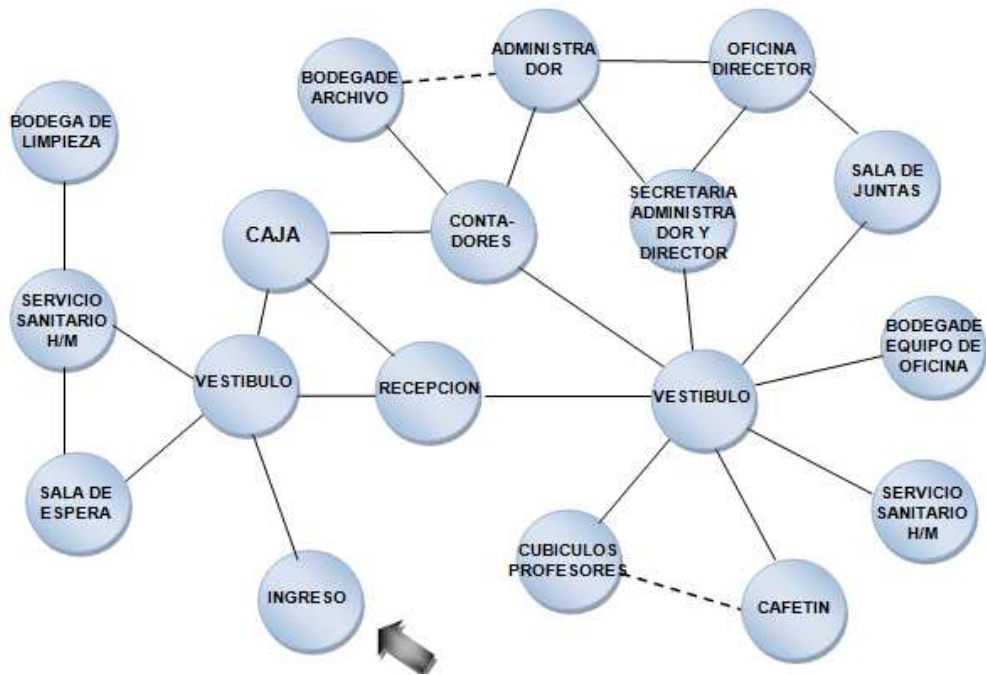 ADMINISTRA
DOR
OFICINA
DIRECETOR
BODEGADE
ARCHIVO
BODEGA DE
LIMPIEZA
SALA DE
JUNTAS
SECRETARIA
ADMINISTRA
DOR Y
DIRECTOR
CONTA-
DORES
CAJA
SERVICIO
SANITARIO
H/M
BODEGADE
EQUIPO DE
OFICINA
VESTIBULO
RECEPCION
VESTIBULO
SALA DE
ESPERA
SERVICIO
SANITARIO
H/M
CUBICULOS
PROFESORES
INGRESO
CAFETIN